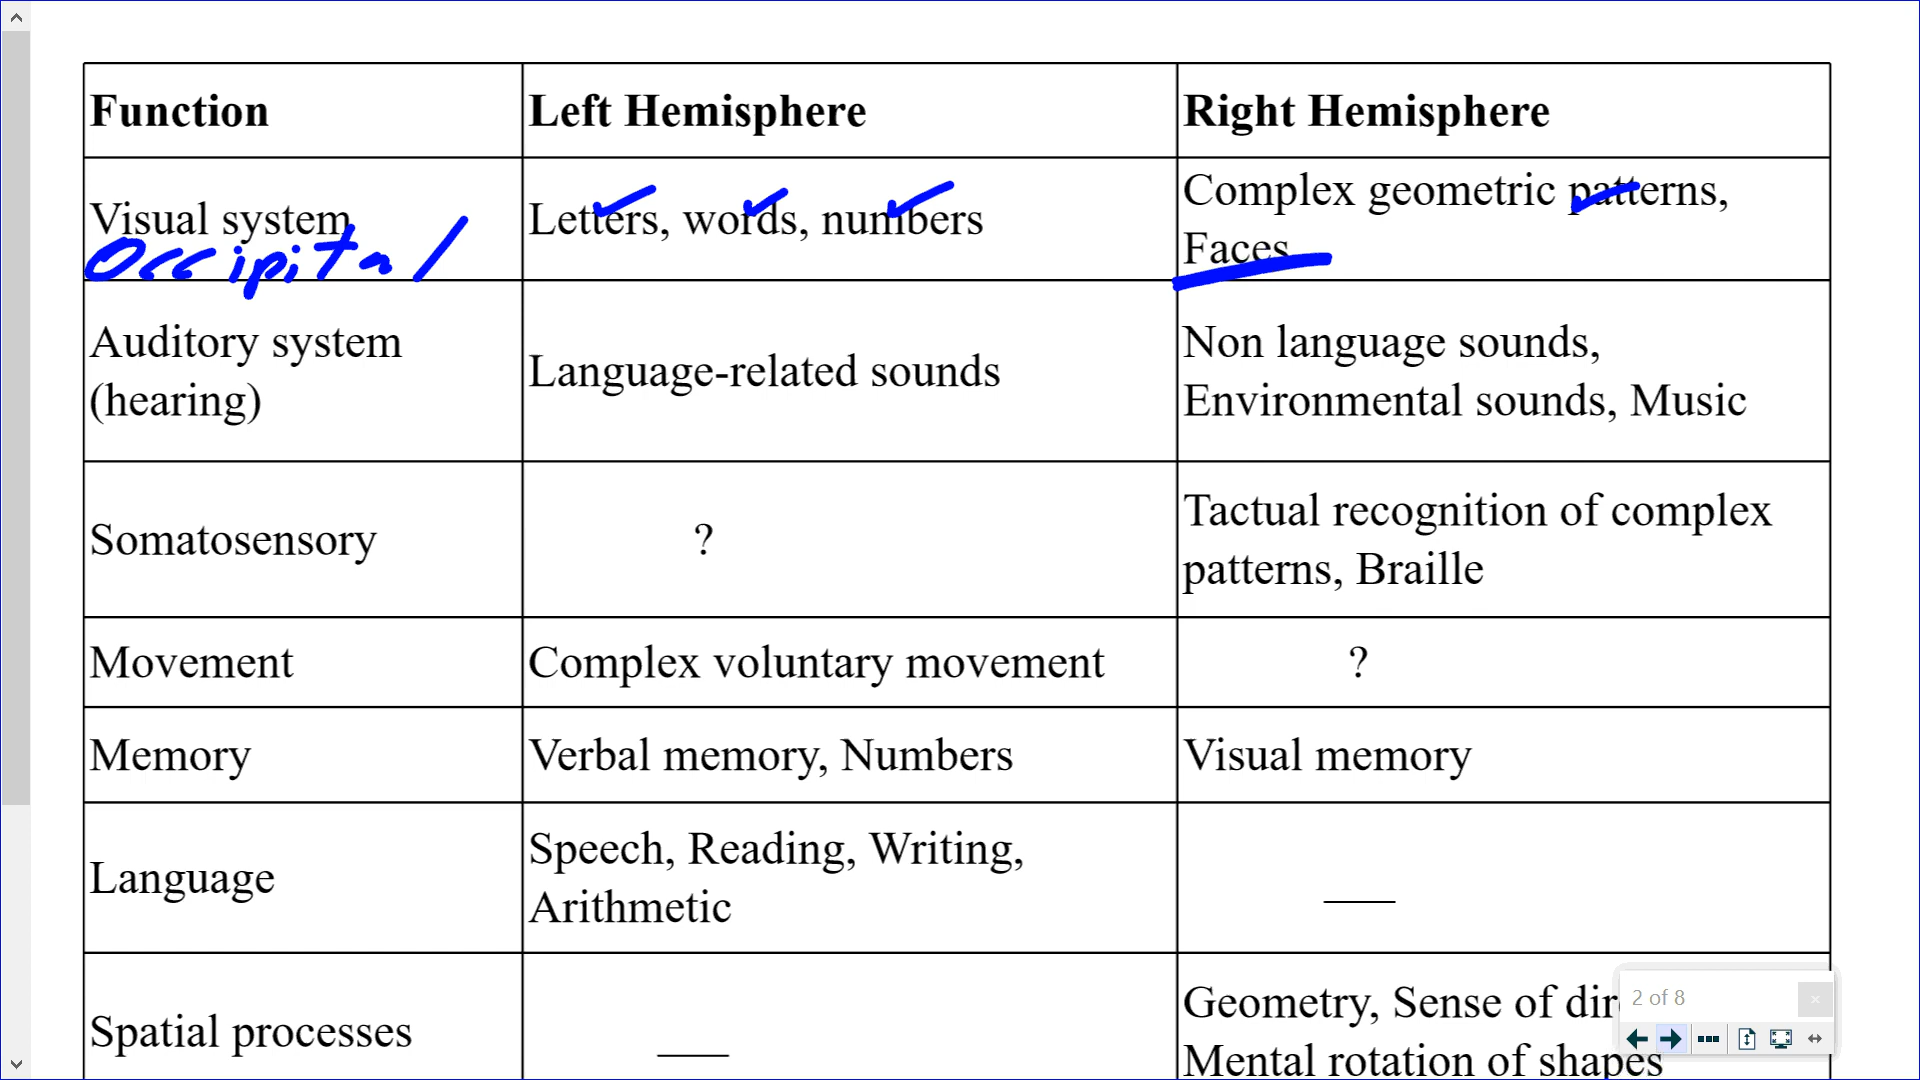 Function
Left Hemisphere
Right Hemisphere
Visual system
Occipital
Letters, words, numbers
Complex geometric patterns,
Faces
Auditory system
(hearing)
Language-related sounds
Non language sounds,
Environmental sounds, Music
Somatosensory
?
Tactual recognition of complex
patterns, Braille
Movement
Complex voluntary movement
?
Memory
Verbal memory, Numbers
Visual memory
Language
Speech, Reading, Writing,
Arithmetic
Spatial processes
Geometry, Sense of
Mental rotation of shapes
2 of 8